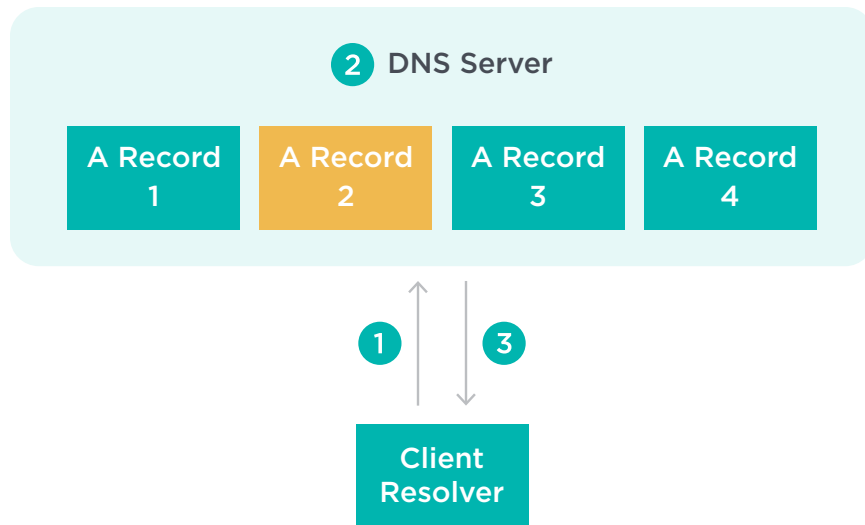 2 DNS Server
A Record
1
A Record
2
A Record
3
A Record
4
1
3
Client
Resolver